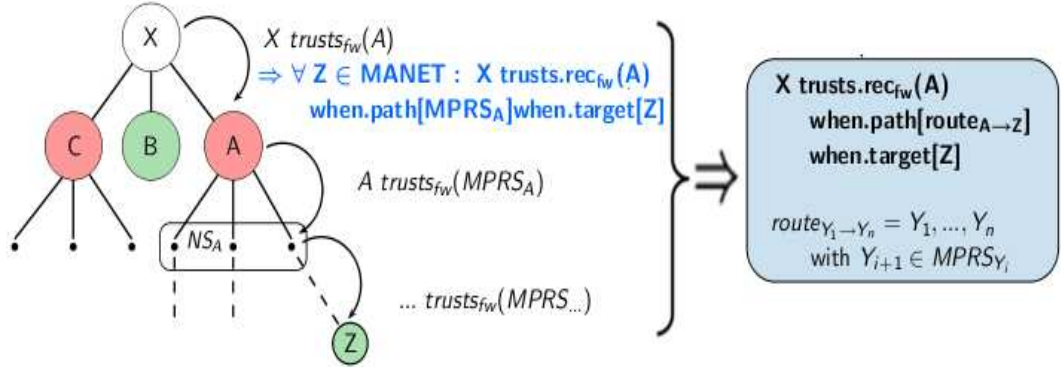 X
X trusts_fw(A)
⇒ ∀ Z ∈ MANET : X trusts.rec_fw(A)
when.path[MPRS_A]when.target[Z]
C
B
A
A trusts_fw(MPRS_A)
NS_A
... trusts_fw(MPRS_...)
Z
⇒
X trusts.rec_fw(A)
when.path[route_A→Z]
when.target[Z]
route_Y₁→Yₙ = Y₁, ..., Yₙ
with Yᵢ₊₁ ∈ MPRS_Yᵢ